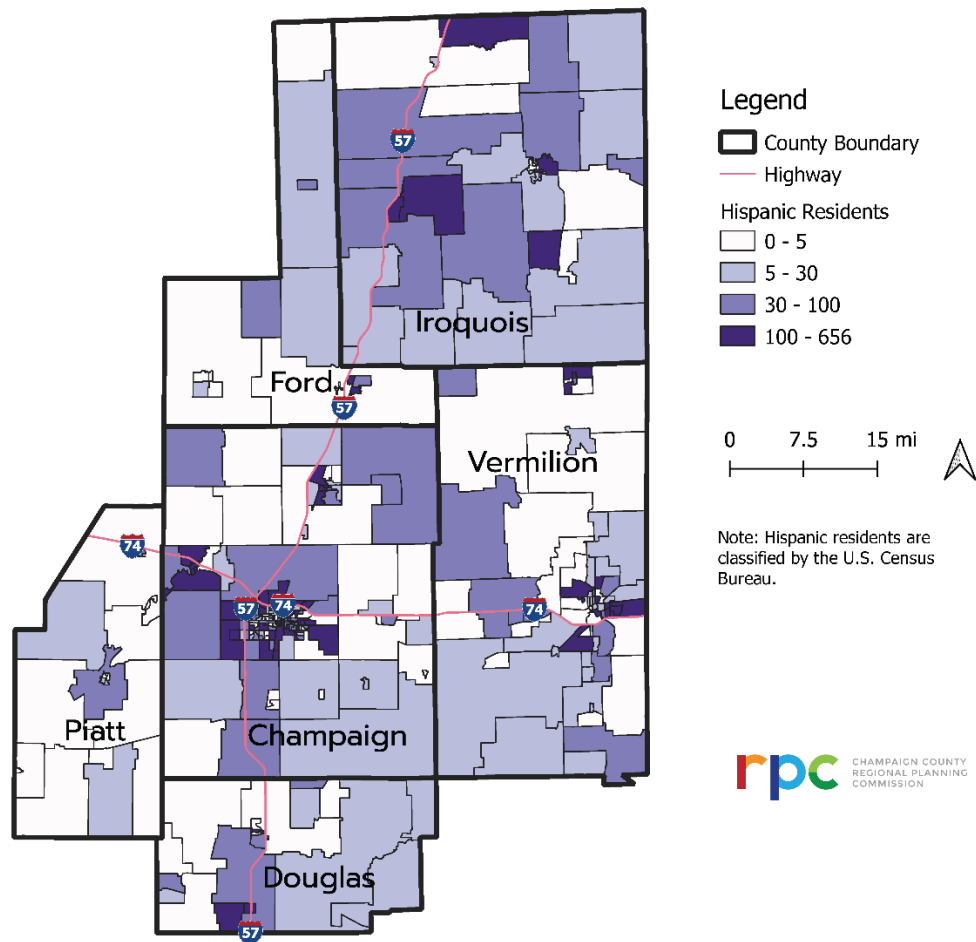 Legend
County Boundary
Highway
Hispanic Residents
0 - 5
5 - 30
30 - 100
100 - 656
0 7.5 15 mi
Note: Hispanic residents are
classified by the U.S. Census
Bureau.
57
Iroquois
Ford
57
Vermilion
74
57
74
74
Piatt
Champaign
Douglas
57
rpc
CHAMPAIGN COUNTY
REGIONAL PLANNING
COMMISSION